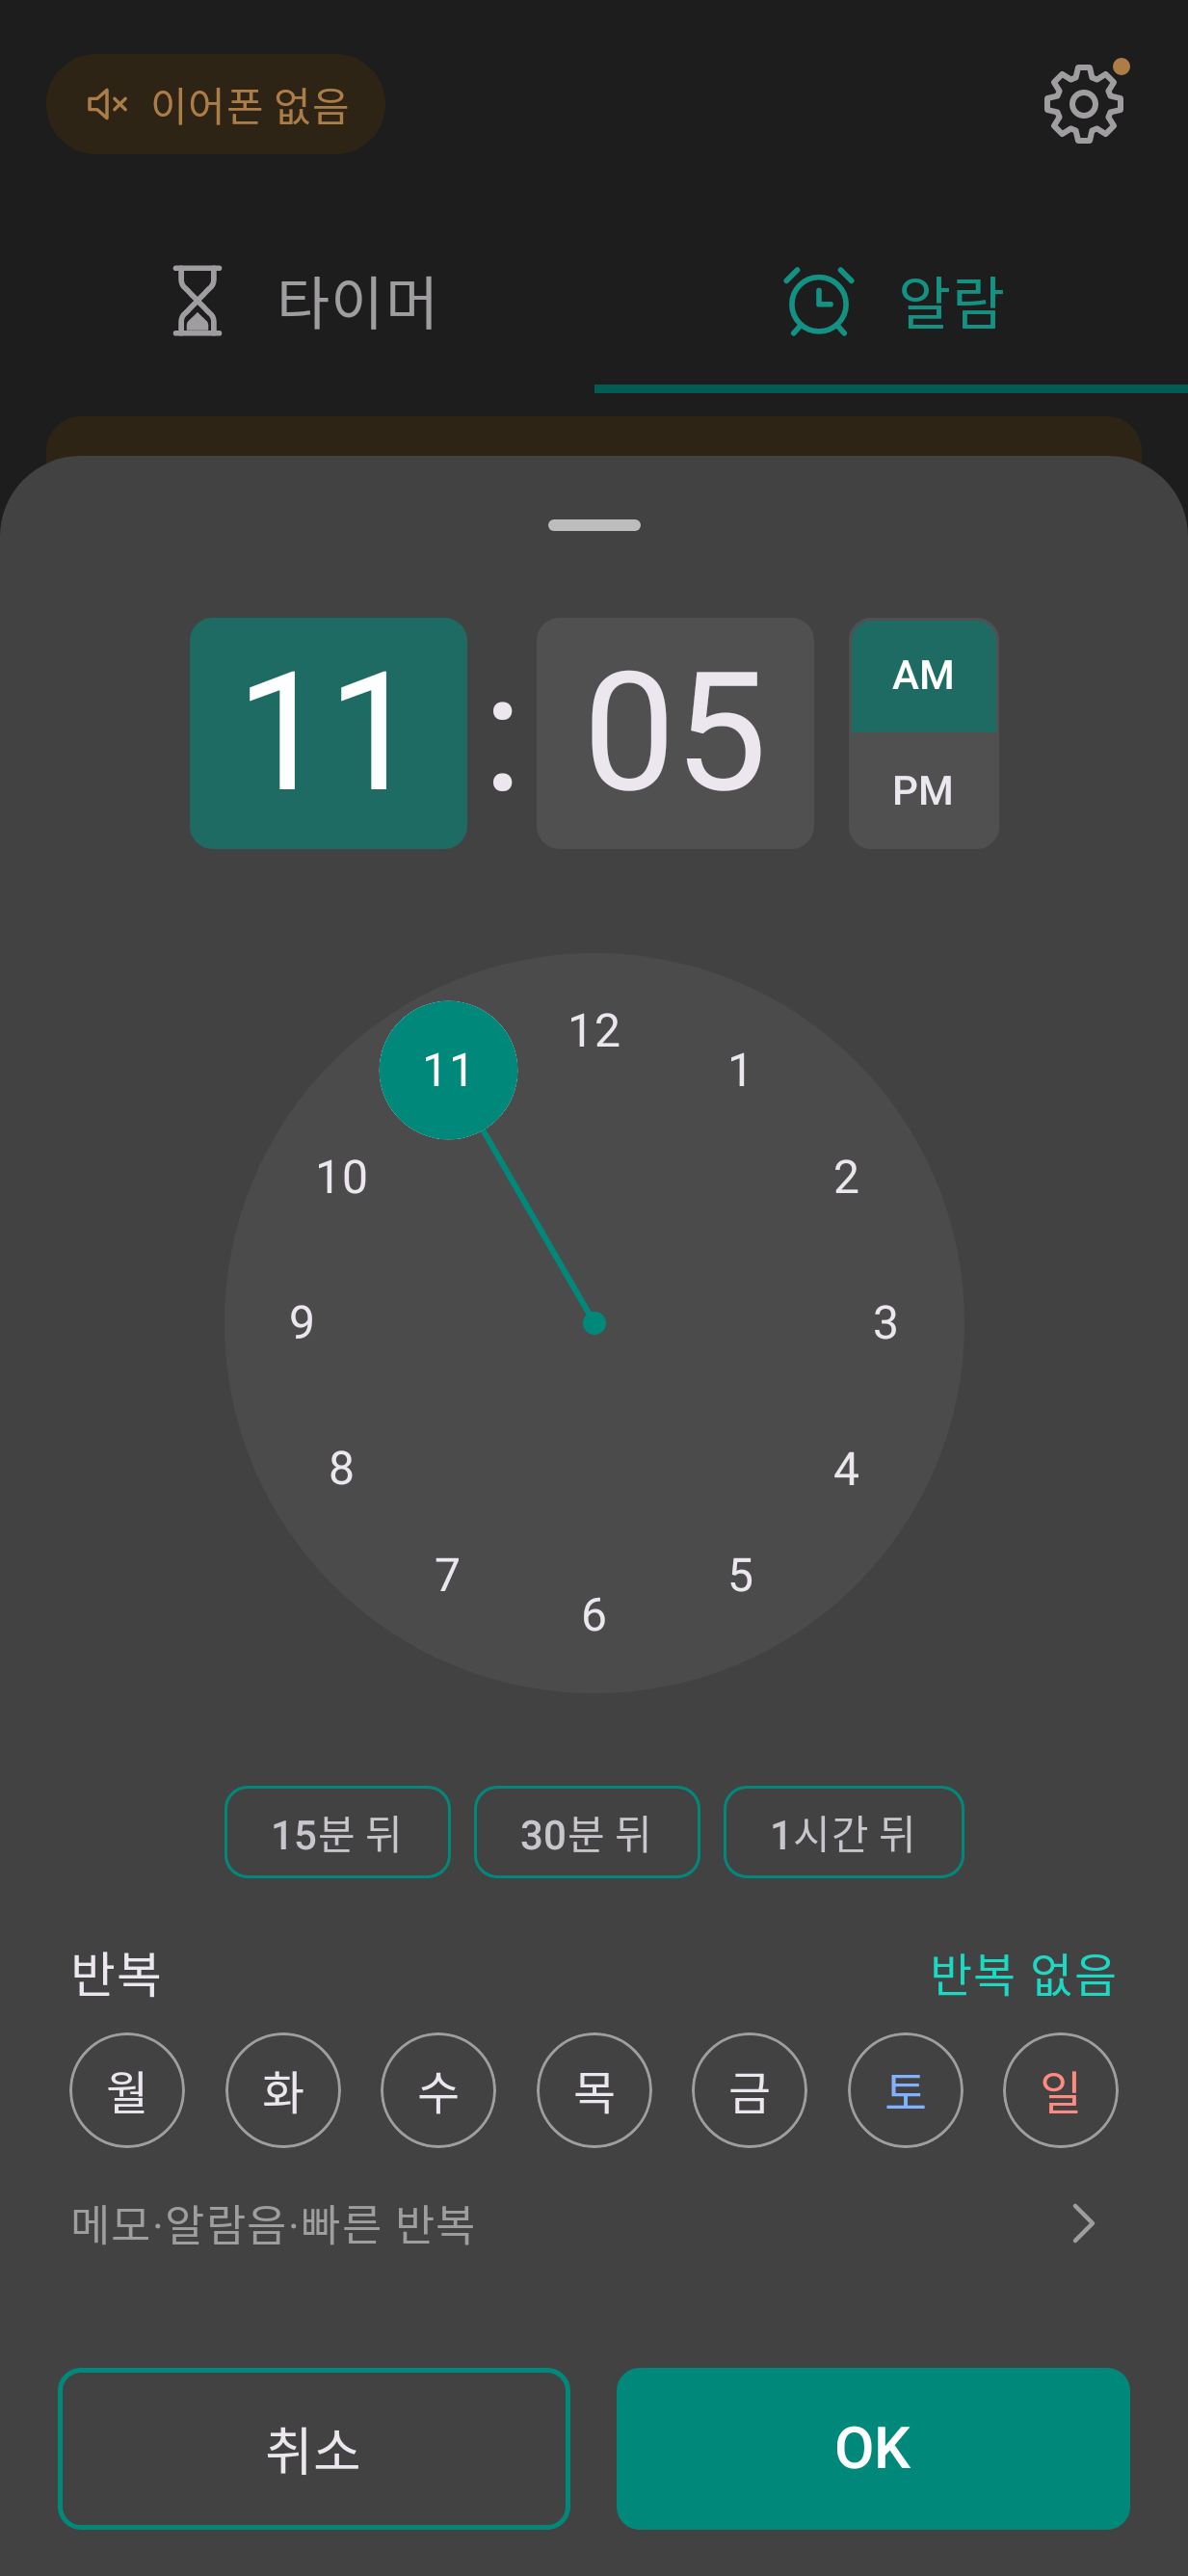 이어폰 없음
타이머
알람
11 : 05
AM
PM
12
11
1
10
2
9
3
8
4
7
5
6
15분 뒤
30분 뒤
1시간 뒤
반복
반복 없음
월 화 수 목 금 토 일
메모·알람음·빠른 반복
취소
OK